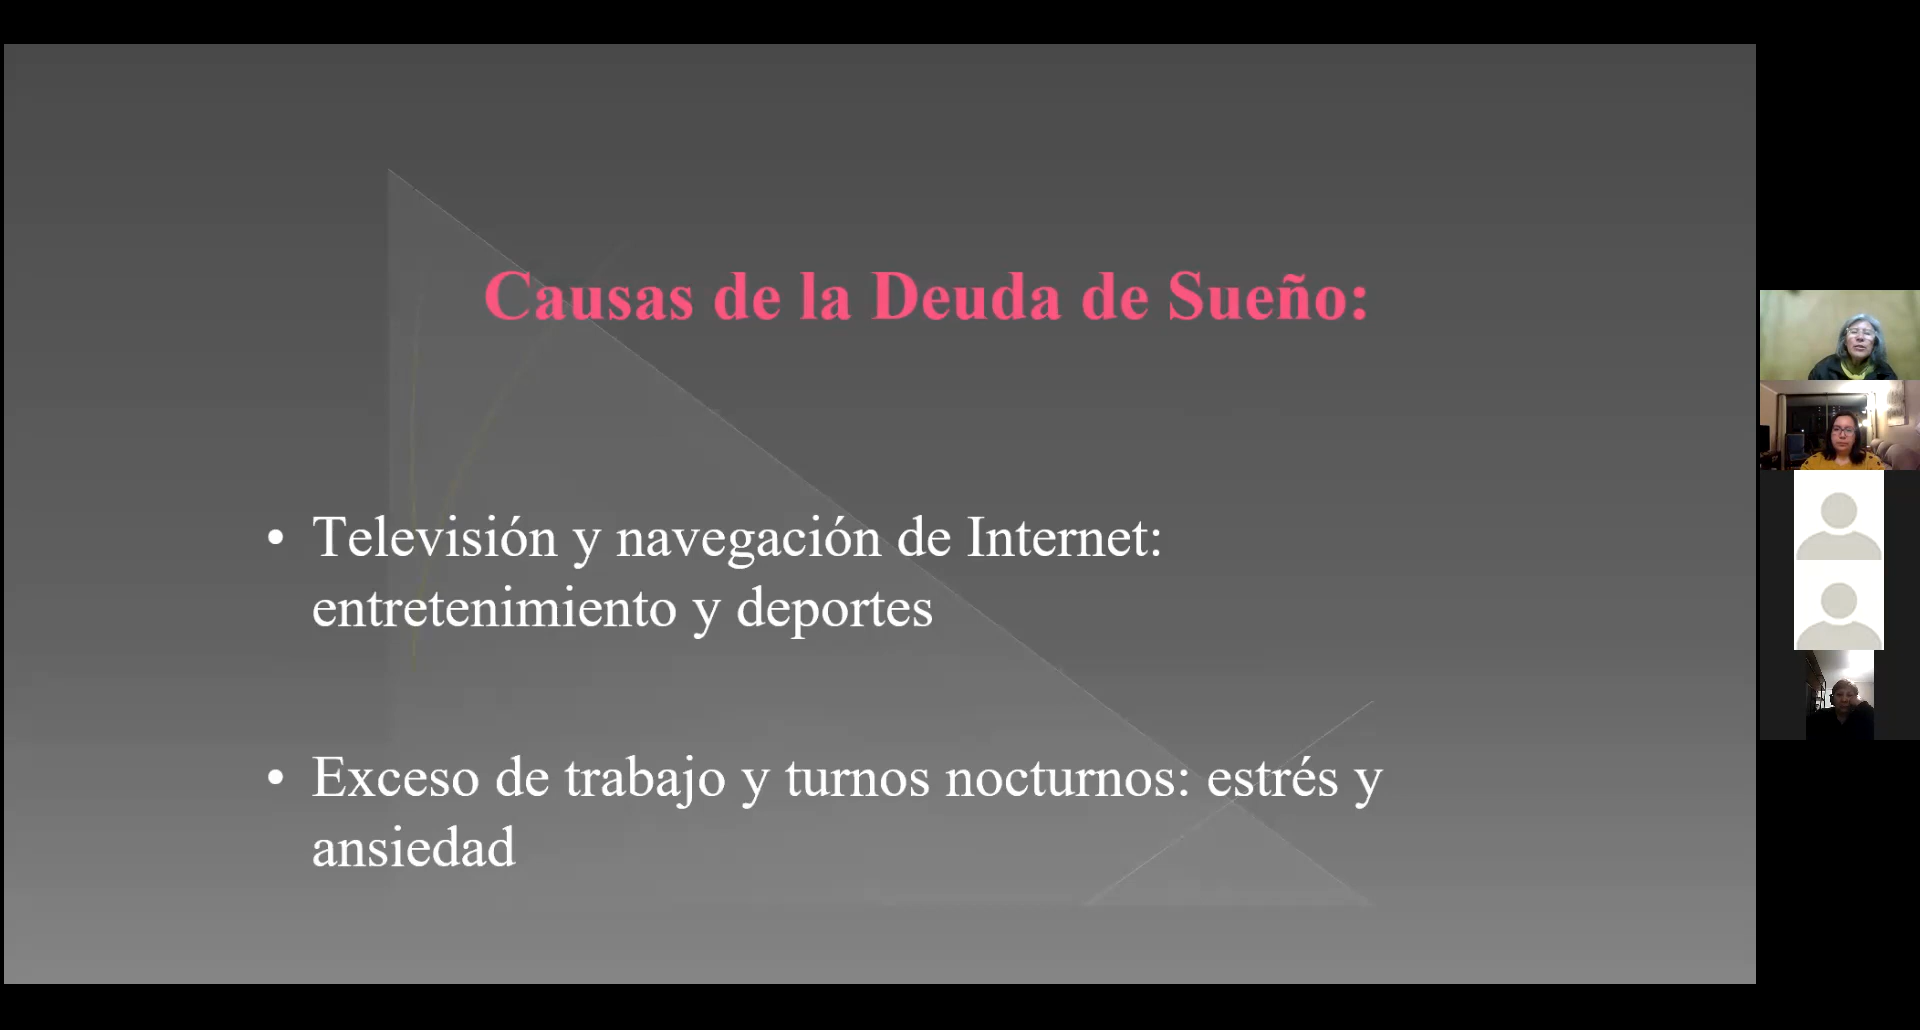 Causas de la Deuda de Sueño:
• Televisión y navegación de Internet:
entretenimiento y deportes
• Exceso de trabajo y turnos nocturnos: estrés y
ansiedad